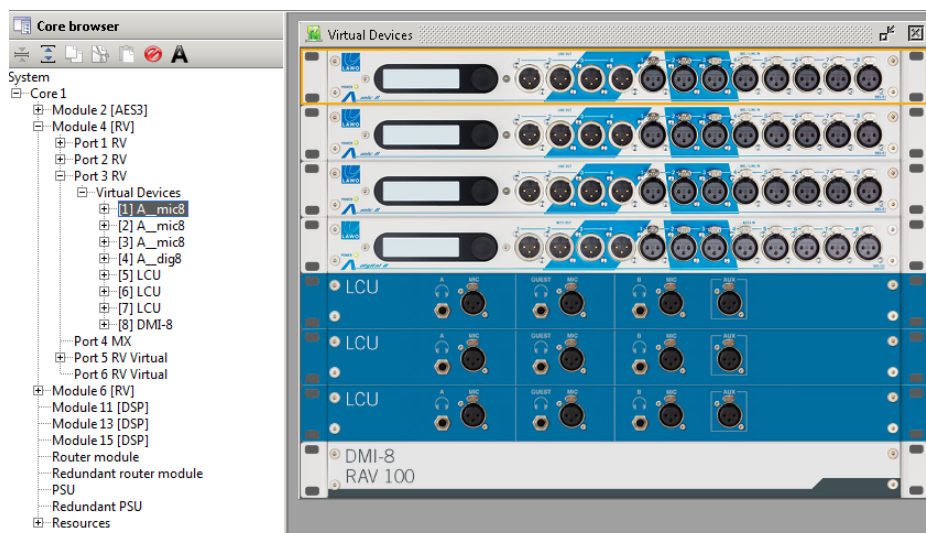 Core browser
A
System
Core 1
Module 2 [AES3]
Module 4 [RV]
Port 1 RV
Port 2 RV
Port 3 RV
Virtual Devices
[1] A__mic8
[2] A__mic8
[3] A__mic8
[4] A__dig8
[5] LCU
[6] LCU
[7] LCU
[8] DMI-8
Port 4 MX
Port 5 RV Virtual
Port 6 RV Virtual
Module 6 [RV]
Module 11 [DSP]
Module 13 [DSP]
Module 15 [DSP]
Router module
Redundant router module
PSU
Redundant PSU
Resources
Virtual Devices
LAWO
LAWO
LAWO
LAWO
LCU
A MIC GUEST MIC B MIC AUX
LCU
A MIC GUEST MIC B MIC AUX
LCU
A MIC GUEST MIC B MIC AUX
DMI-8
RAV 100